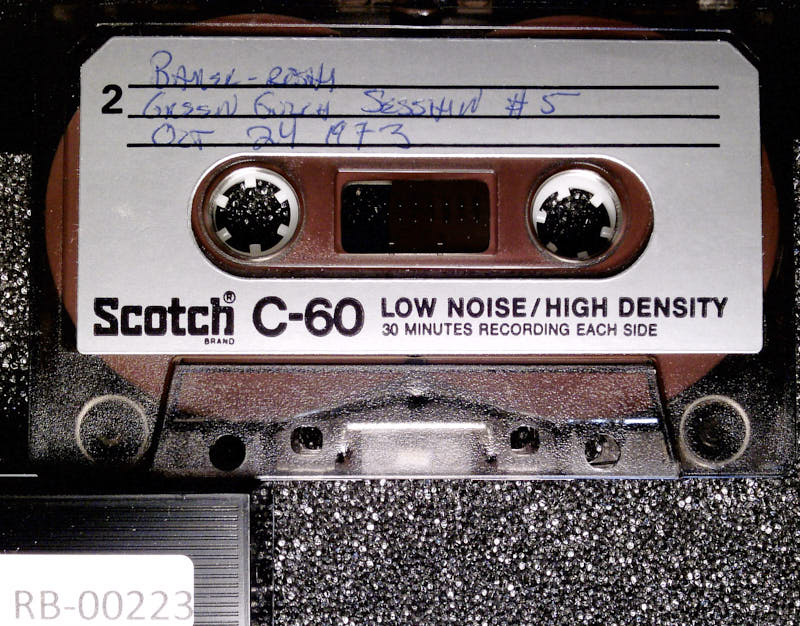 BAKER-ROSHI
2 GREEN GULCH SESSHIN #5
OCT 24 1973
Scotch® C-60 LOW NOISE/HIGH DENSITY
BRAND 30 MINUTES RECORDING EACH SIDE
RB-00223